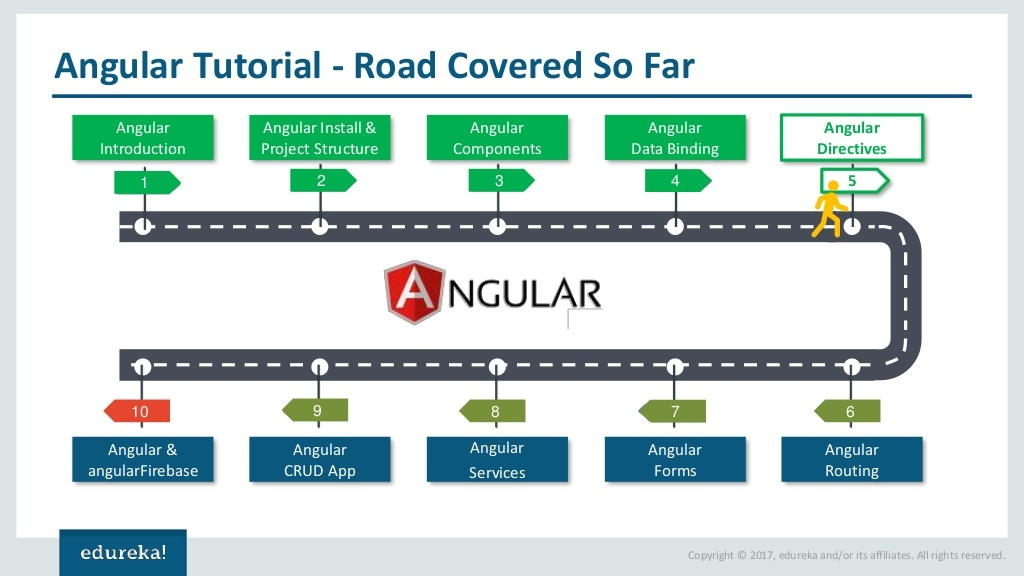 Angular Tutorial - Road Covered So Far
Angular
Introduction
Angular Install &
Project Structure
Angular
Components
Angular
Data Binding
Angular
Directives
1
2
3
4
5
ANGULAR
10
9
8
7
6
Angular &
angularFirebase
Angular
CRUD App
Angular
Services
Angular
Forms
Angular
Routing
edureka!
Copyright © 2017, edureka and/or its affiliates. All rights reserved.